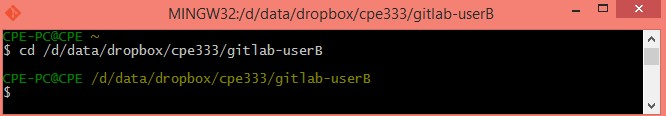 MINGW32:/d/data/dropbox/cpe333/gitlab-userB
CPE-PC@CPE ~
$ cd /d/data/dropbox/cpe333/gitlab-userB
CPE-PC@CPE /d/data/dropbox/cpe333/gitlab-userB
$